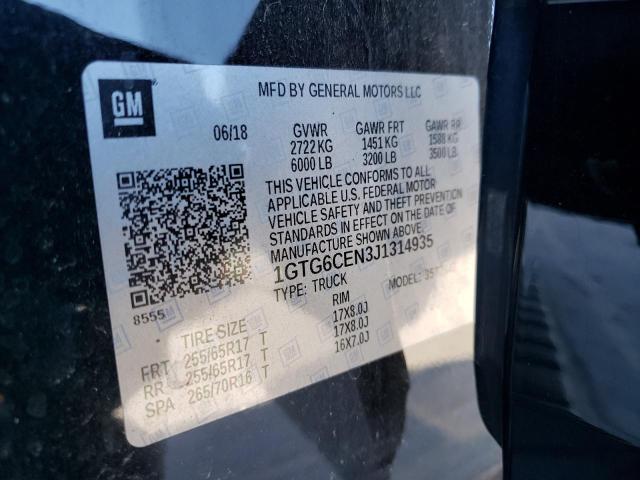 GM
MFD BY GENERAL MOTORS LLC
06/18 GVWR GAWR FRT GAWR RR
2722 KG 1451 KG 1588 KG
6000 LB 3200 LB 3500 LB
THIS VEHICLE CONFORMS TO ALL
APPLICABLE U.S. FEDERAL MOTOR
VEHICLE SAFETY AND THEFT PREVENTION
STANDARDS IN EFFECT ON THE DATE OF
MANUFACTURE SHOWN ABOVE.
1GTG6CEN3J1314935
TYPE: TRUCK MODEL:
8555
TIRE SIZE RIM
FRT 255/65R17 T 17X8.0J
RR 255/65R17 T 17X8.0J
SPA 265/70R16 T 16X7.0J